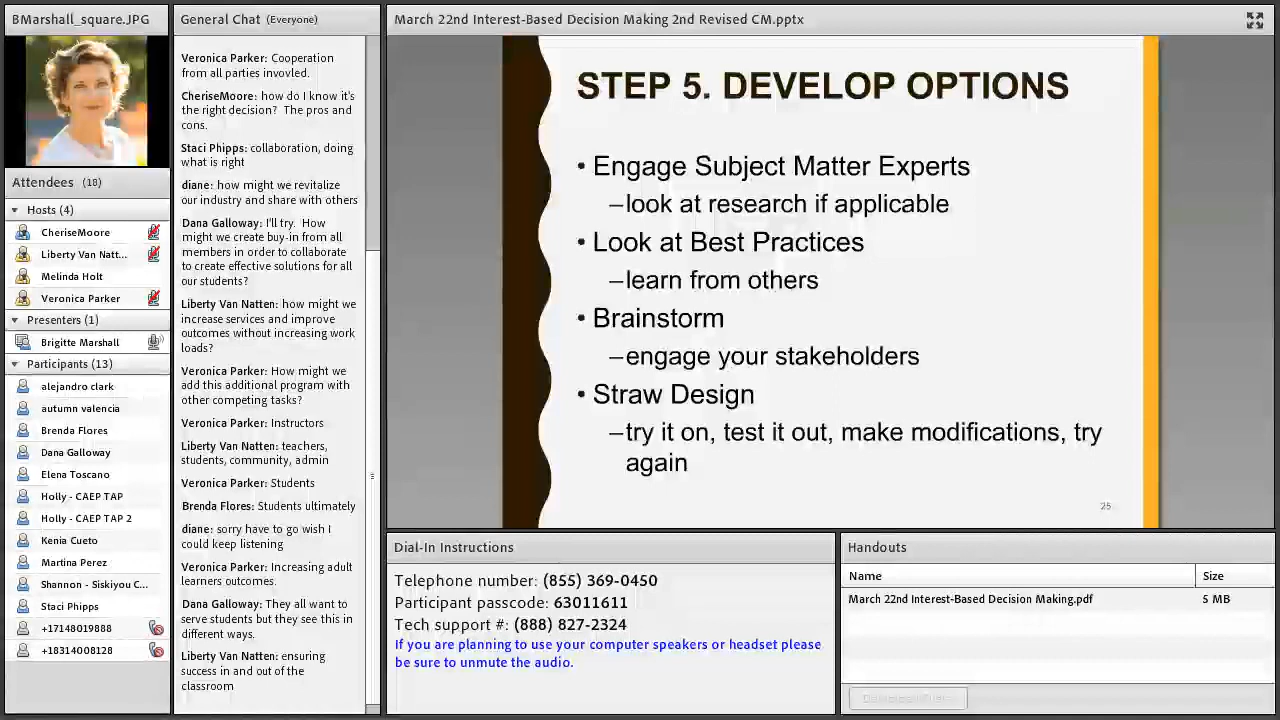 BMarshall_square.JPG
Attendees (18)
Hosts (4)
CheriseMoore
Liberty Van Natt...
Melinda Holt
Veronica Parker
Presenters (1)
Brigitte Marshall
Participants (13)
alejandro clark
autumn valencia
Brenda Flores
Dana Galloway
Elena Toscano
Holly - CAEP TAP
Holly - CAEP TAP 2
Kenia Cueto
Martina Perez
Shannon - Siskiyou C...
Staci Phipps
+17148019888
+18314008128
General Chat (Everyone)
Veronica Parker: Cooperation
from all parties invovled.
CheriseMoore: how do I know it's
the right decision? The pros and
cons.
Staci Phipps: collaboration, doing
what is right
diane: how might we revitalize
our industry and share with others
Dana Galloway: I'll try. How
might we create buy-in from all
members in order to collaborate
to create effective solutions for all
our students?
Liberty Van Natten: how might we
increase services and improve
outcomes without increasing work
loads?
Veronica Parker: How might we
add this additional program with
other competing tasks?
Veronica Parker: Instructors
Liberty Van Natten: teachers,
students, community, admin
Veronica Parker: Students
Brenda Flores: Students ultimately
diane: sorry have to go wish I
could keep listening
Veronica Parker: Increasing adult
learners outcomes.
Dana Galloway: They all want to
serve students but they see this in
different ways.
Liberty Van Natten: ensuring
success in and out of the
classroom
March 22nd Interest-Based Decision Making 2nd Revised CM.pptx
STEP 5. DEVELOP OPTIONS
• Engage Subject Matter Experts
–look at research if applicable
• Look at Best Practices
–learn from others
• Brainstorm
–engage your stakeholders
• Straw Design
–try it on, test it out, make modifications, try
again
25
Dial-In Instructions
Telephone number: (855) 369-0450
Participant passcode: 63011611
Tech support #: (888) 827-2324
If you are planning to use your computer speakers or headset please
be sure to unmute the audio.
Handouts
Name Size
March 22nd Interest-Based Decision Making.pdf 5 MB